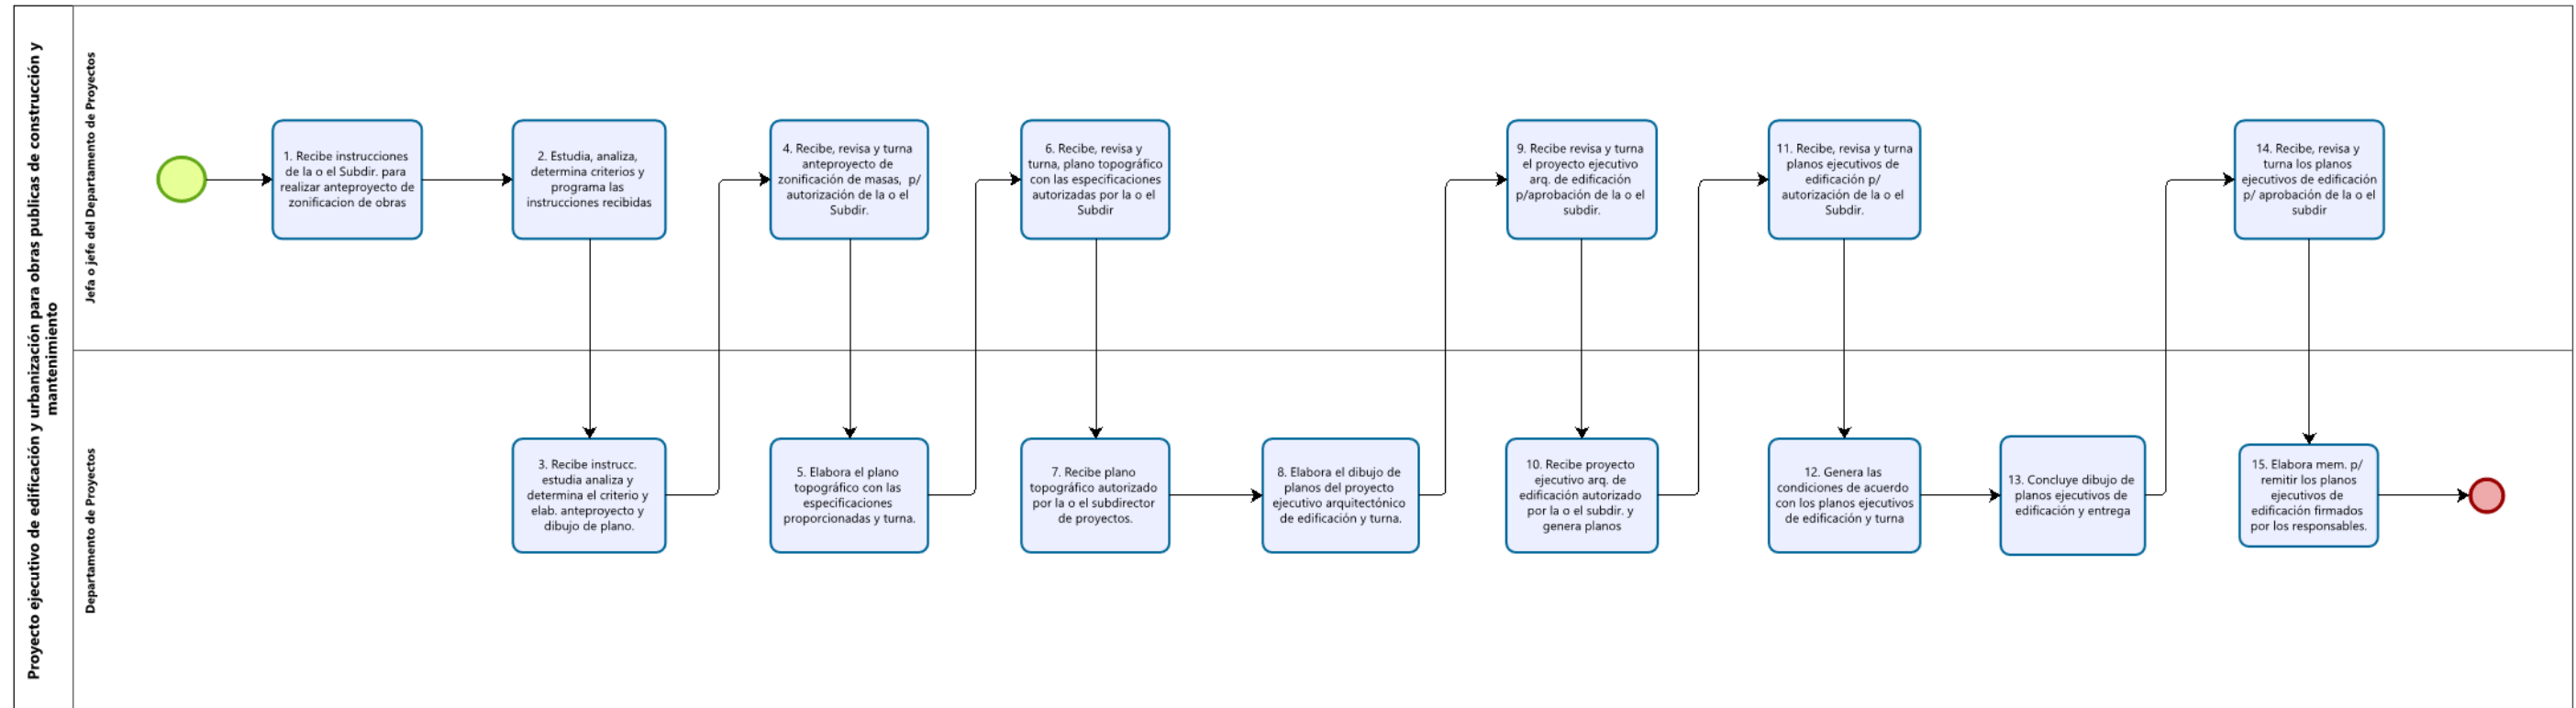 Proyecto ejecutivo de edificación y urbanización para obras publicas de construcción y
mantenimiento
Jefa o jefe del Departamento de Proyectos
1. Recibe instrucciones
de la o el Subdir. para
realizar anteproyecto de
zonificacion de obras
2. Estudia, analiza,
determina criterios y
programa las
instrucciones recibidas
4. Recibe, revisa y turna
anteproyecto de
zonificación de masas, p/
autorización de la o el
Subdir.
6. Recibe, revisa y
turna, plano topográfico
con las especificaciones
autorizadas por la o el
Subdir
9. Recibe revisa y turna
el proyecto ejecutivo
arq. de edificación
p/aprobación de la o el
subdir.
11. Recibe, revisa y turna
planos ejecutivos de
edificación p/
autorización de la o el
Subdir.
14. Recibe, revisa y
turna los planos
ejecutivos de edificación
p/ aprobación de la o el
subdir
Departamento de Proyectos
3. Recibe instrucc.
estudia analiza y
determina el criterio y
elab. anteproyecto y
dibujo de plano.
5. Elabora el plano
topográfico con las
especificaciones
proporcionadas y turna.
7. Recibe plano
topográfico autorizado
por la o el subdirector
de proyectos.
8. Elabora el dibujo de
planos del proyecto
ejecutivo arquitectónico
de edificación y turna.
10. Recibe proyecto
ejecutivo arq. de
edificación autorizado
por la o el subdir. y
genera planos
12. Genera las
condiciones de acuerdo
con los planos ejecutivos
de edificación y turna
13. Concluye dibujo de
planos ejecutivos de
edificación y entrega
15. Elabora mem. p/
remitir los planos
ejecutivos de
edificación firmados
por los responsables.